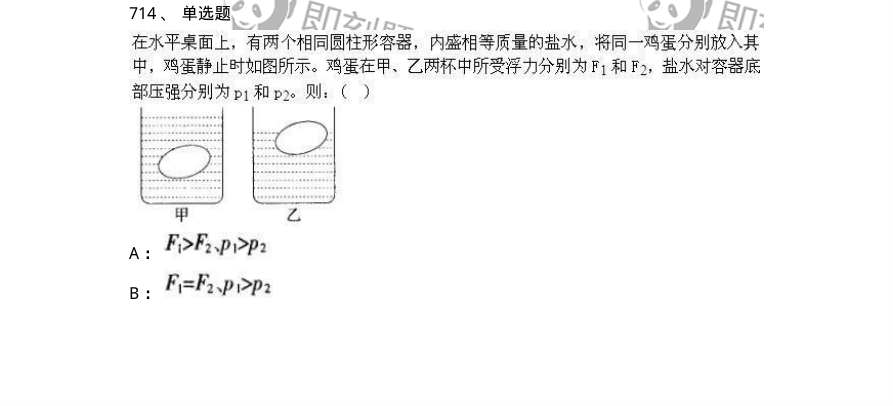 714、 单选题
即刻题
即刻
在水平桌面上，有两个相同圆柱形容器，内盛相等质量的盐水，将同一鸡蛋分别放入其
中，鸡蛋静止时如图所示。鸡蛋在甲、乙两杯中所受浮力分别为F1和F2，盐水对容器底
部压强分别为p1和p2。则：（ ）
甲
乙
A： F1>F2、p1>p2
B： F1=F2、p1>p2